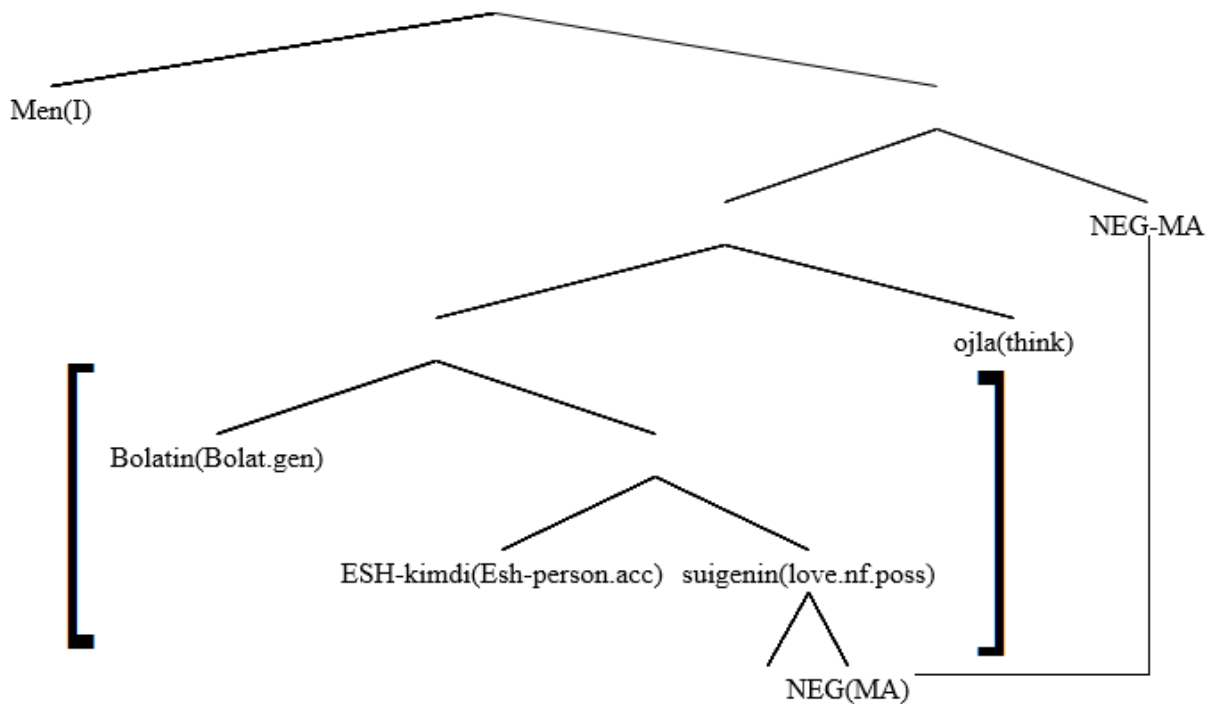 Men(I)
NEG-MA
ojla(think)
Bolatin(Bolat.gen)
ESH-kimdi(Esh-person.acc) suigenin(love.nf.poss)
NEG(MA)